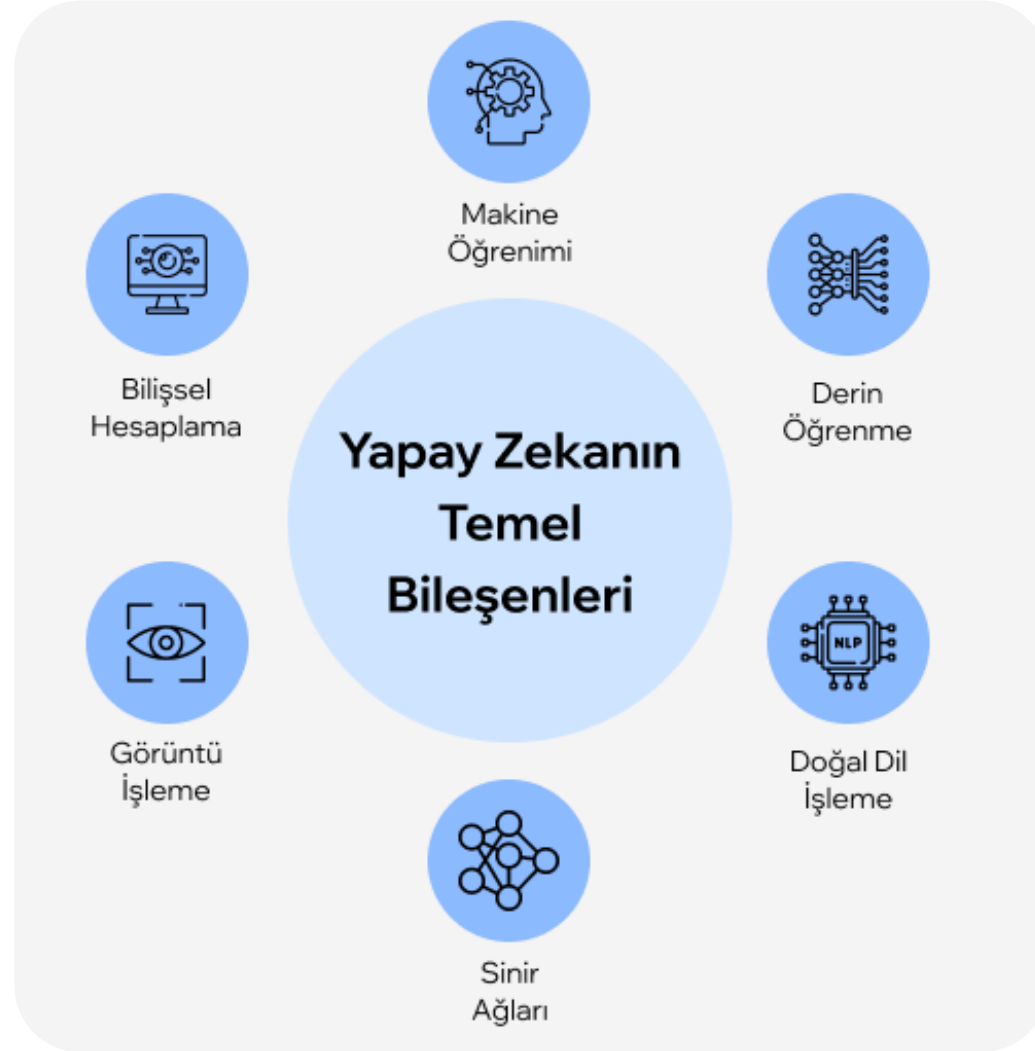 Makine
Öğrenimi
Bilişsel
Hesaplama
Derin
Öğrenme
Yapay Zekanın
Temel
Bileşenleri
Görüntü
İşleme
NLP
Doğal Dil
İşleme
Sinir
Ağları